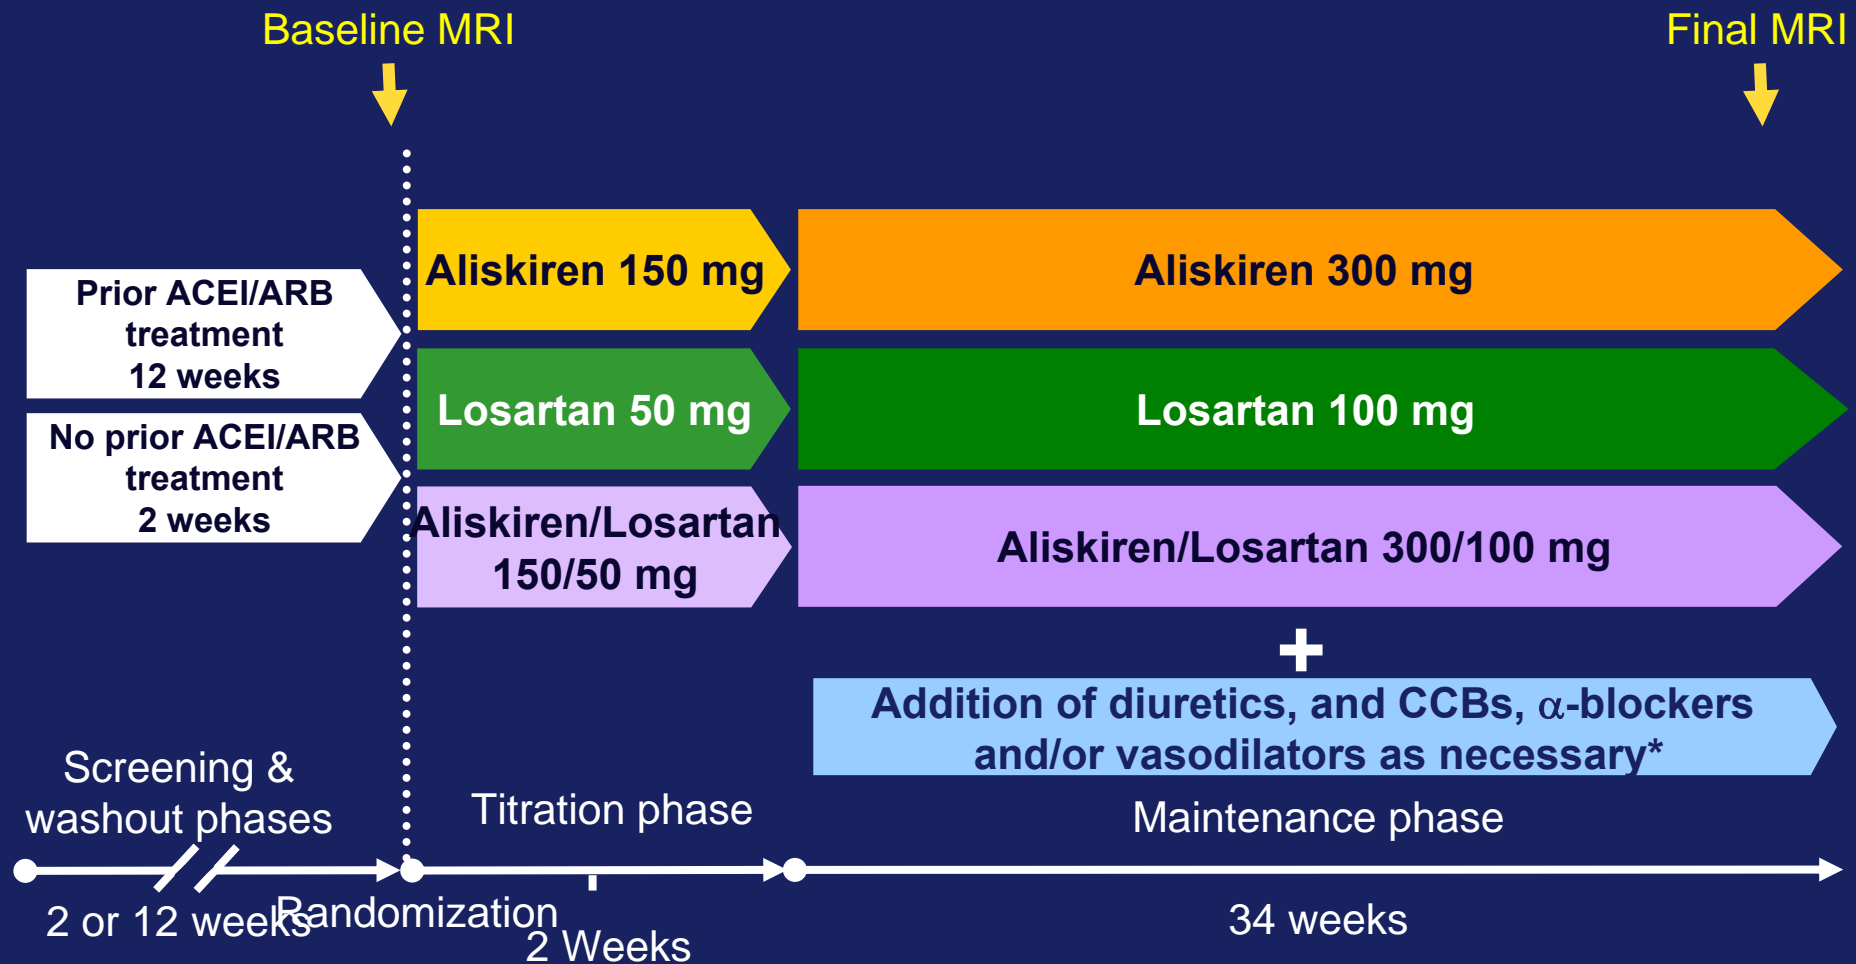 Baseline MRI
Final MRI
Aliskiren 150 mg
Aliskiren 300 mg
Prior ACEI/ARB
treatment
12 weeks
Losartan 50 mg
Losartan 100 mg
No prior ACEI/ARB
treatment
2 weeks
Aliskiren/Losartan
150/50 mg
Aliskiren/Losartan 300/100 mg
+
Addition of diuretics, and CCBs, α-blockers
and/or vasodilators as necessary*
Screening &
washout phases
Titration phase
Maintenance phase
2 or 12 weeks
Randomization
2 Weeks
34 weeks